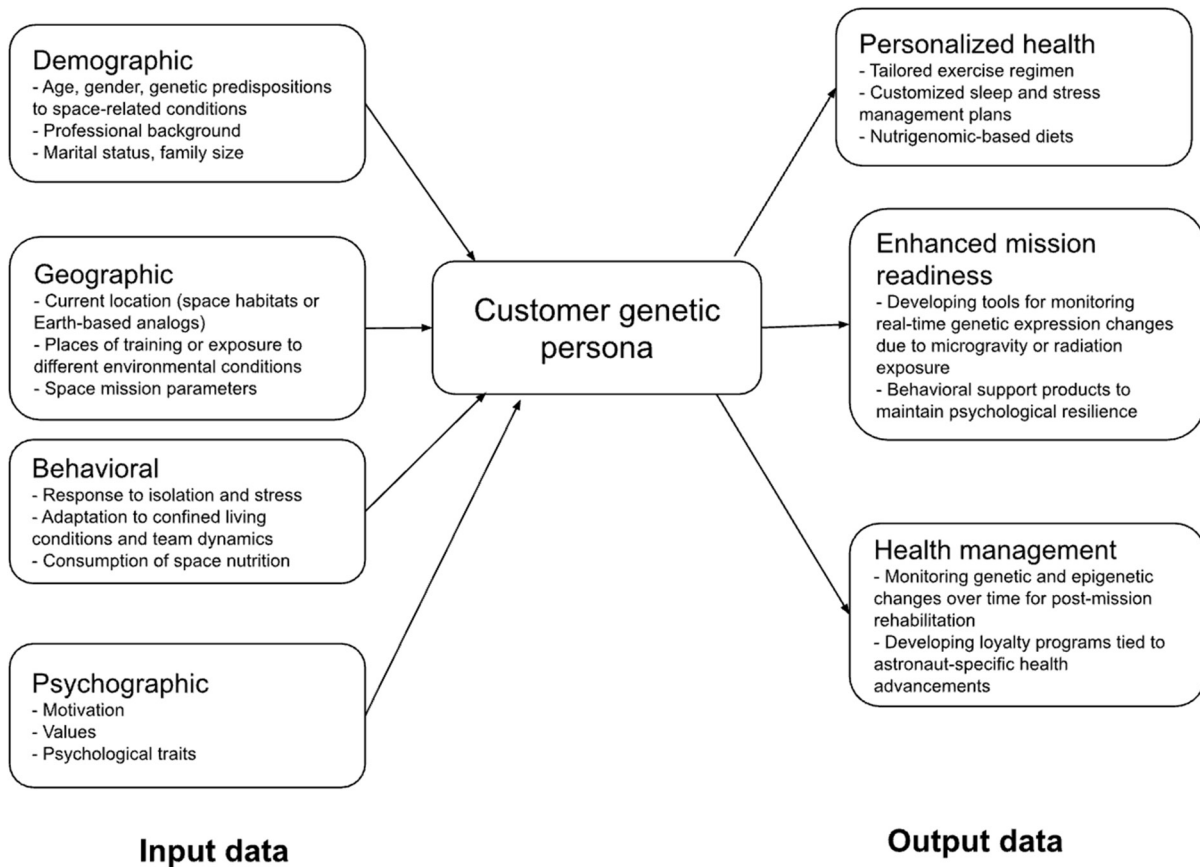 Demographic
- Age, gender, genetic predispositions
to space-related conditions
- Professional background
- Marital status, family size
Geographic
- Current location (space habitats or
Earth-based analogs)
- Places of training or exposure to
different environmental conditions
- Space mission parameters
Behavioral
- Response to isolation and stress
- Adaptation to confined living
conditions and team dynamics
- Consumption of space nutrition
Psychographic
- Motivation
- Values
- Psychological traits
Input data
Customer genetic
persona
Personalized health
- Tailored exercise regimen
- Customized sleep and stress
management plans
- Nutrigenomic-based diets
Enhanced mission
readiness
- Developing tools for monitoring
real-time genetic expression changes
due to microgravity or radiation
exposure
- Behavioral support products to
maintain psychological resilience
Health management
- Monitoring genetic and epigenetic
changes over time for post-mission
rehabilitation
- Developing loyalty programs tied to
astronaut-specific health
advancements
Output data